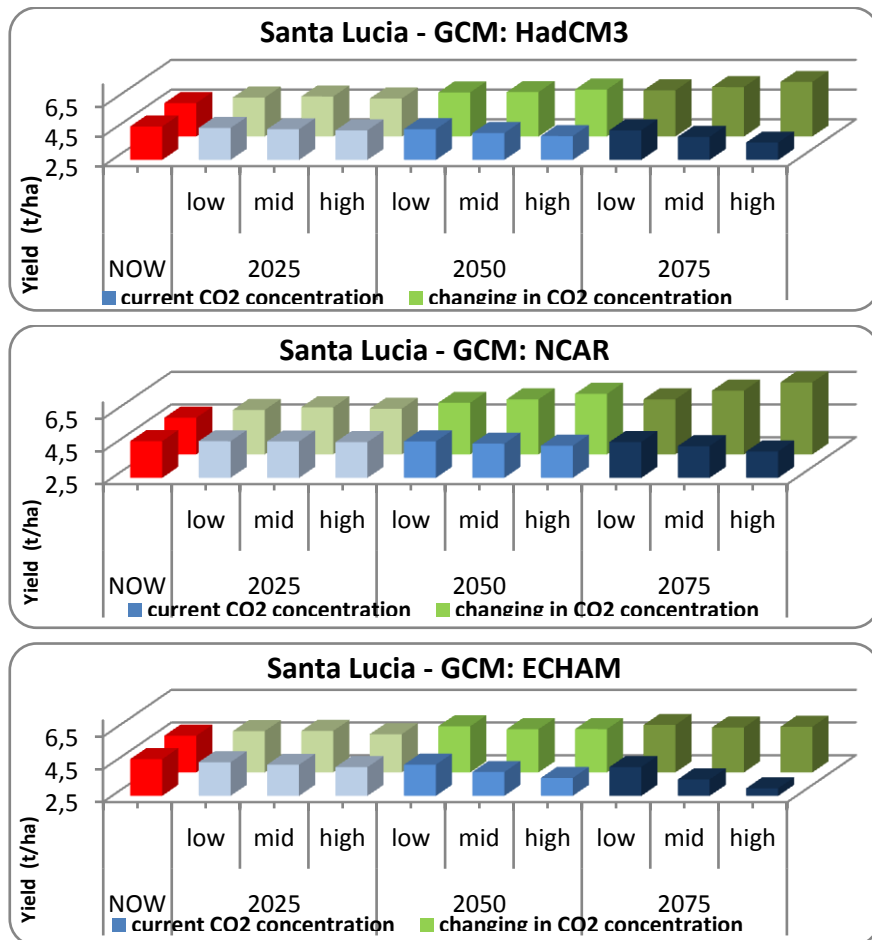 Santa Lucia - GCM: HadCM3
6,5
4,5
2,5
Yield (t/ha)
low mid high low mid high low mid high
NOW 2025 2050 2075
current CO2 concentration changing in CO2 concentration
Santa Lucia - GCM: NCAR
6,5
4,5
2,5
Yield (t/ha)
low mid high low mid high low mid high
NOW 2025 2050 2075
current CO2 concentration changing in CO2 concentration
Santa Lucia - GCM: ECHAM
6,5
4,5
2,5
Yield (t/ha)
low mid high low mid high low mid high
NOW 2025 2050 2075
current CO2 concentration changing in CO2 concentration